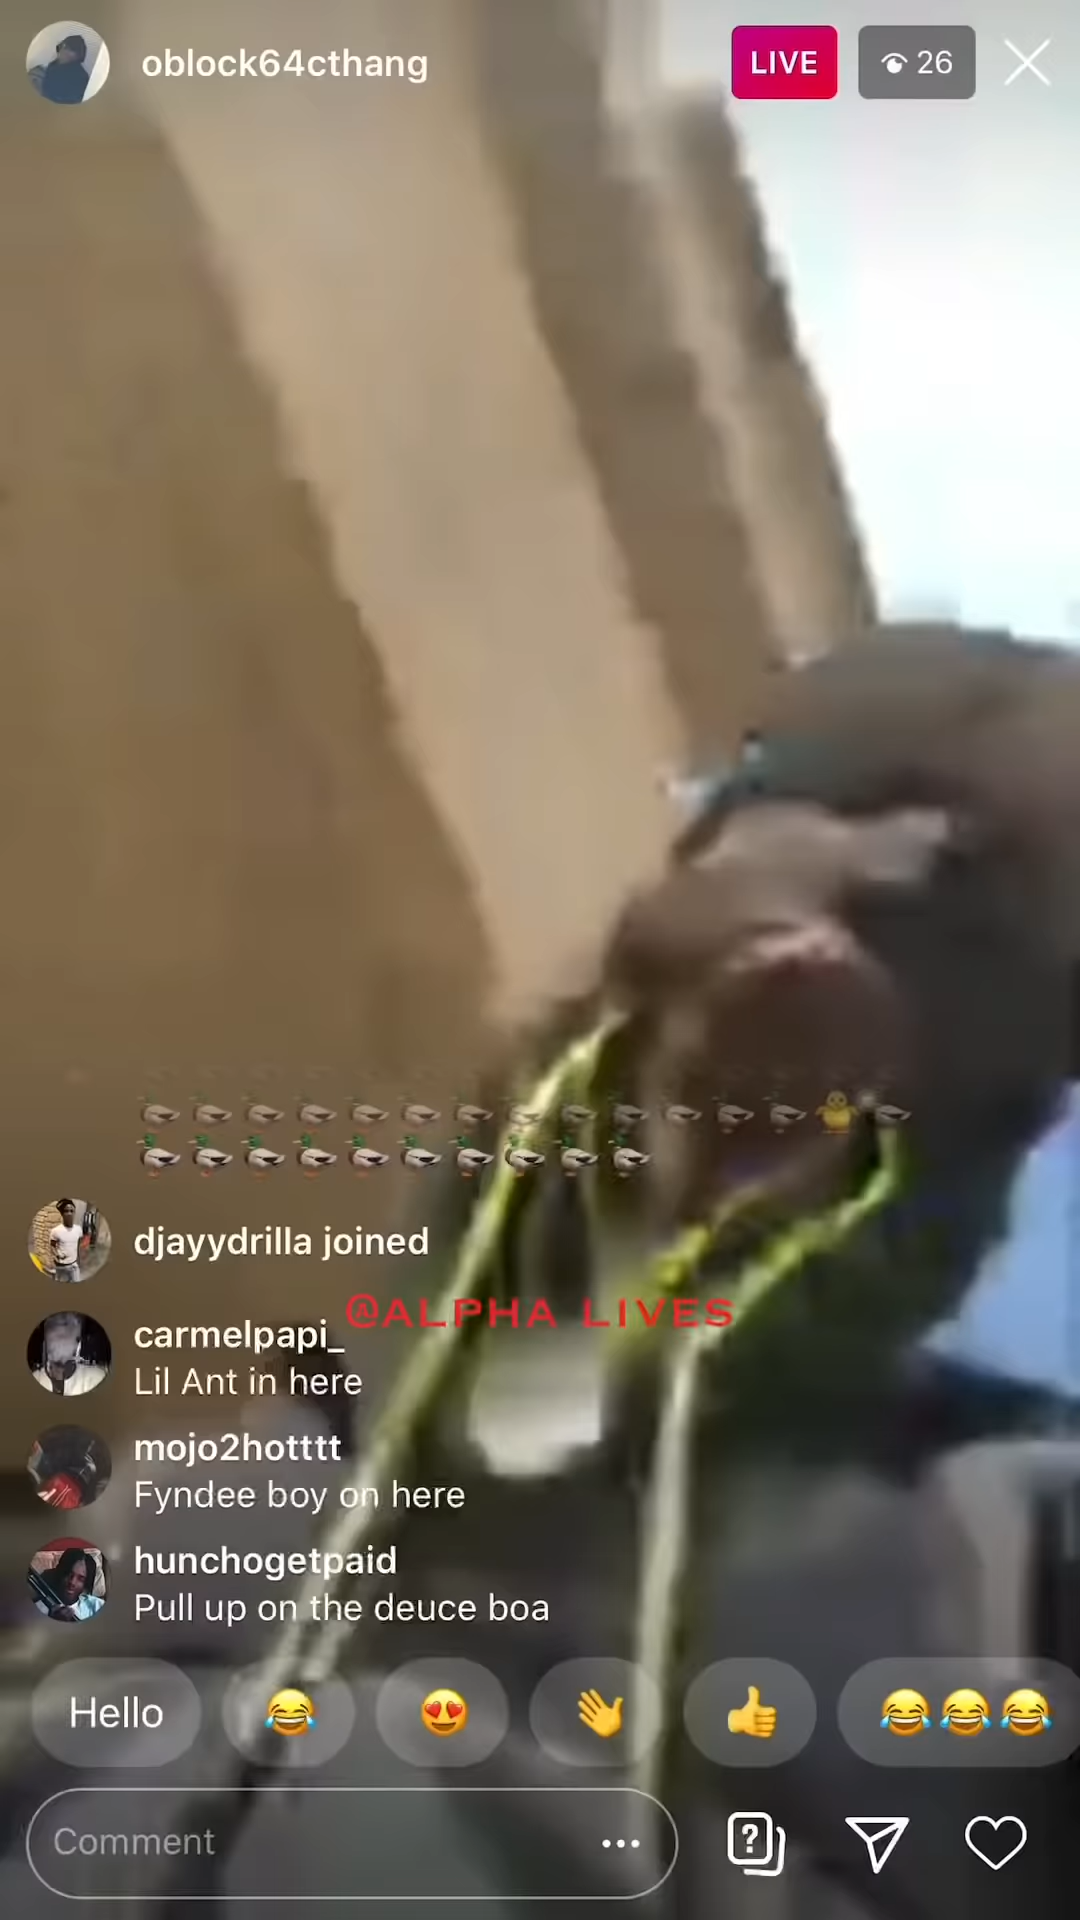 oblock64cthang
LIVE
26
🦆🦆🦆🦆🦆🦆🦆🦆🦆🦆🦆🦆🦆🐥🦆
🦆🦆🦆🦆🦆🦆🦆🦆🦆🦆
djayydrilla joined
@ALPHA LIVES
carmelpapi_
Lil Ant in here
mojo2hotttt
Fyndee boy on here
hunchogetpaid
Pull up on the deuce boa
Hello 😂 😍 👋 👍 😂😂😂
Comment